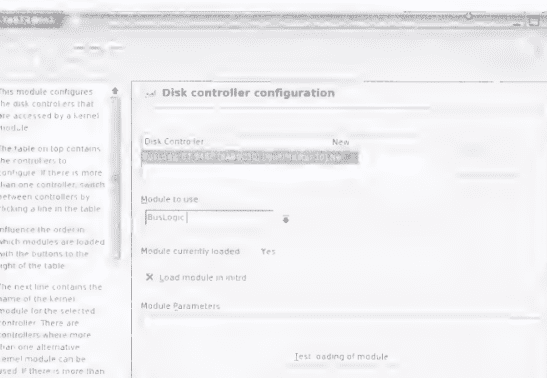 YaST2@mo1
This module configures
the disk controllers that
are accessed by a kernel
module.
The table on top contains
the controllers to
configure. If there is more
than one controller, switch
between controllers by
clicking a line in the table.
Influence the order in
which modules are loaded
with the buttons to the
right of the table.
The next line contains the
name of the kernel
module for the selected
controller. There are
controllers where more
than one alternative
kernel module can be
used. If there is more than
Disk controller configuration
Disk Controller
New
Module to use
BusLogic
Module currently loaded
Yes
Load module in initrd
Module Parameters
Test loading of module